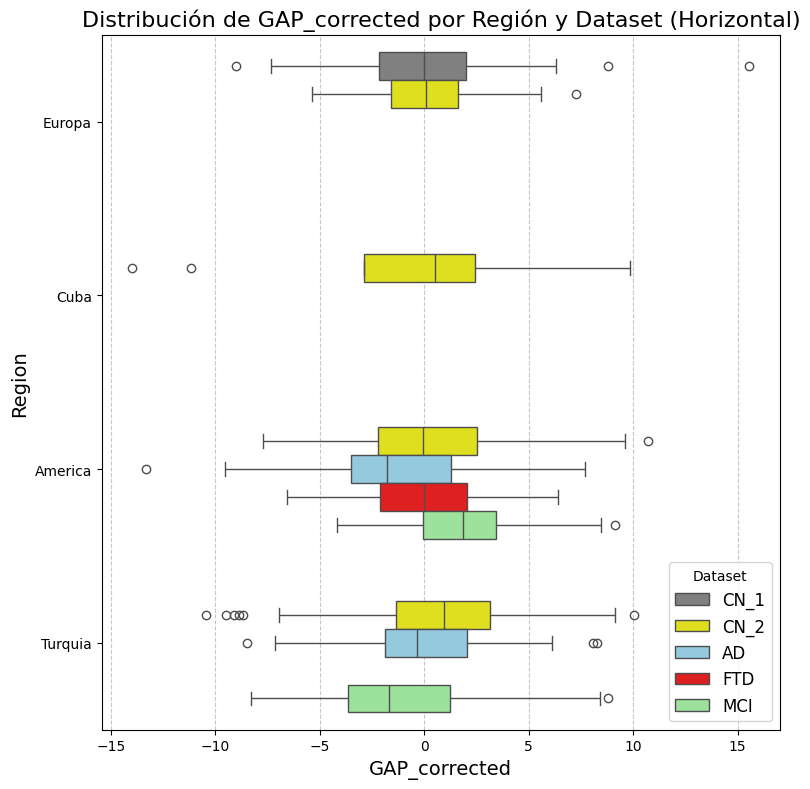 Distribución de GAP_corrected por Región y Dataset (Horizontal)
Europa
Cuba
America
Turquia
Region
−15
−10
−5
0
5
10
15
GAP_corrected
Dataset
CN_1
CN_2
AD
FTD
MCI